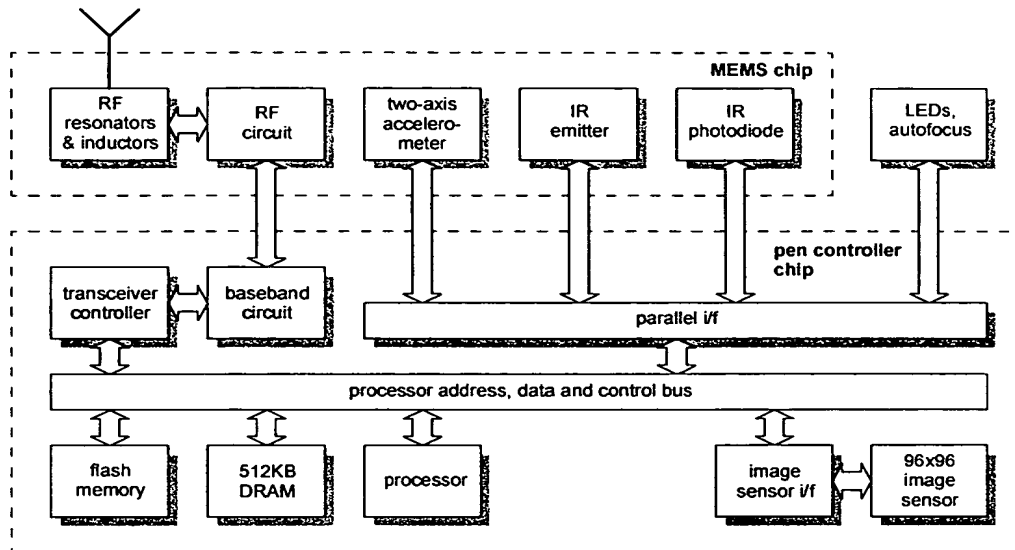 MEMS chip
RF
resonators
& inductors
RF
circuit
two-axis
accelero-
meter
IR
emitter
IR
photodiode
LEDs,
autofocus
pen controller
chip
transceiver
controller
baseband
circuit
parallel i/f
processor address, data and control bus
flash
memory
512KB
DRAM
processor
image
sensor i/f
96x96
image
sensor